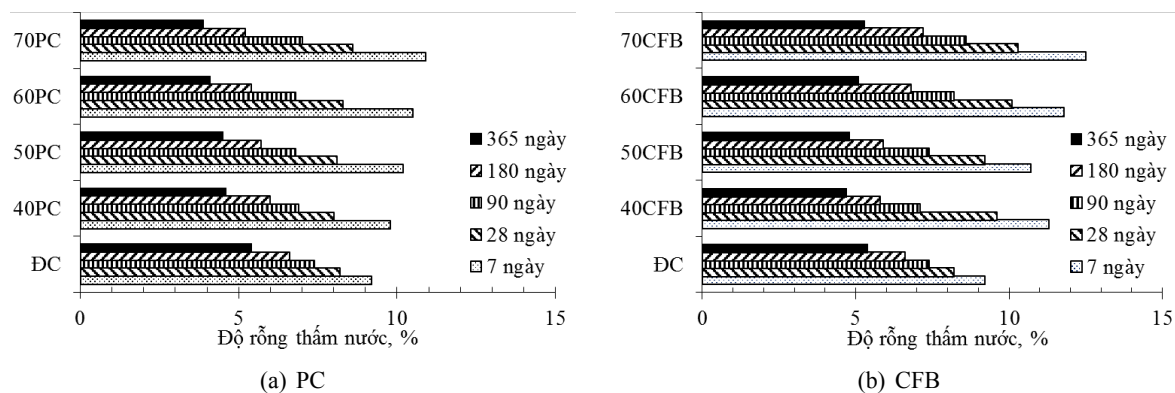 70PC
60PC
50PC
40PC
ĐC
365 ngày
180 ngày
90 ngày
28 ngày
7 ngày
0 5 10 15
Độ rỗng thấm nước, %
(a) PC
70CFB
60CFB
50CFB
40CFB
ĐC
365 ngày
180 ngày
90 ngày
28 ngày
7 ngày
0 5 10 15
Độ rỗng thấm nước, %
(b) CFB